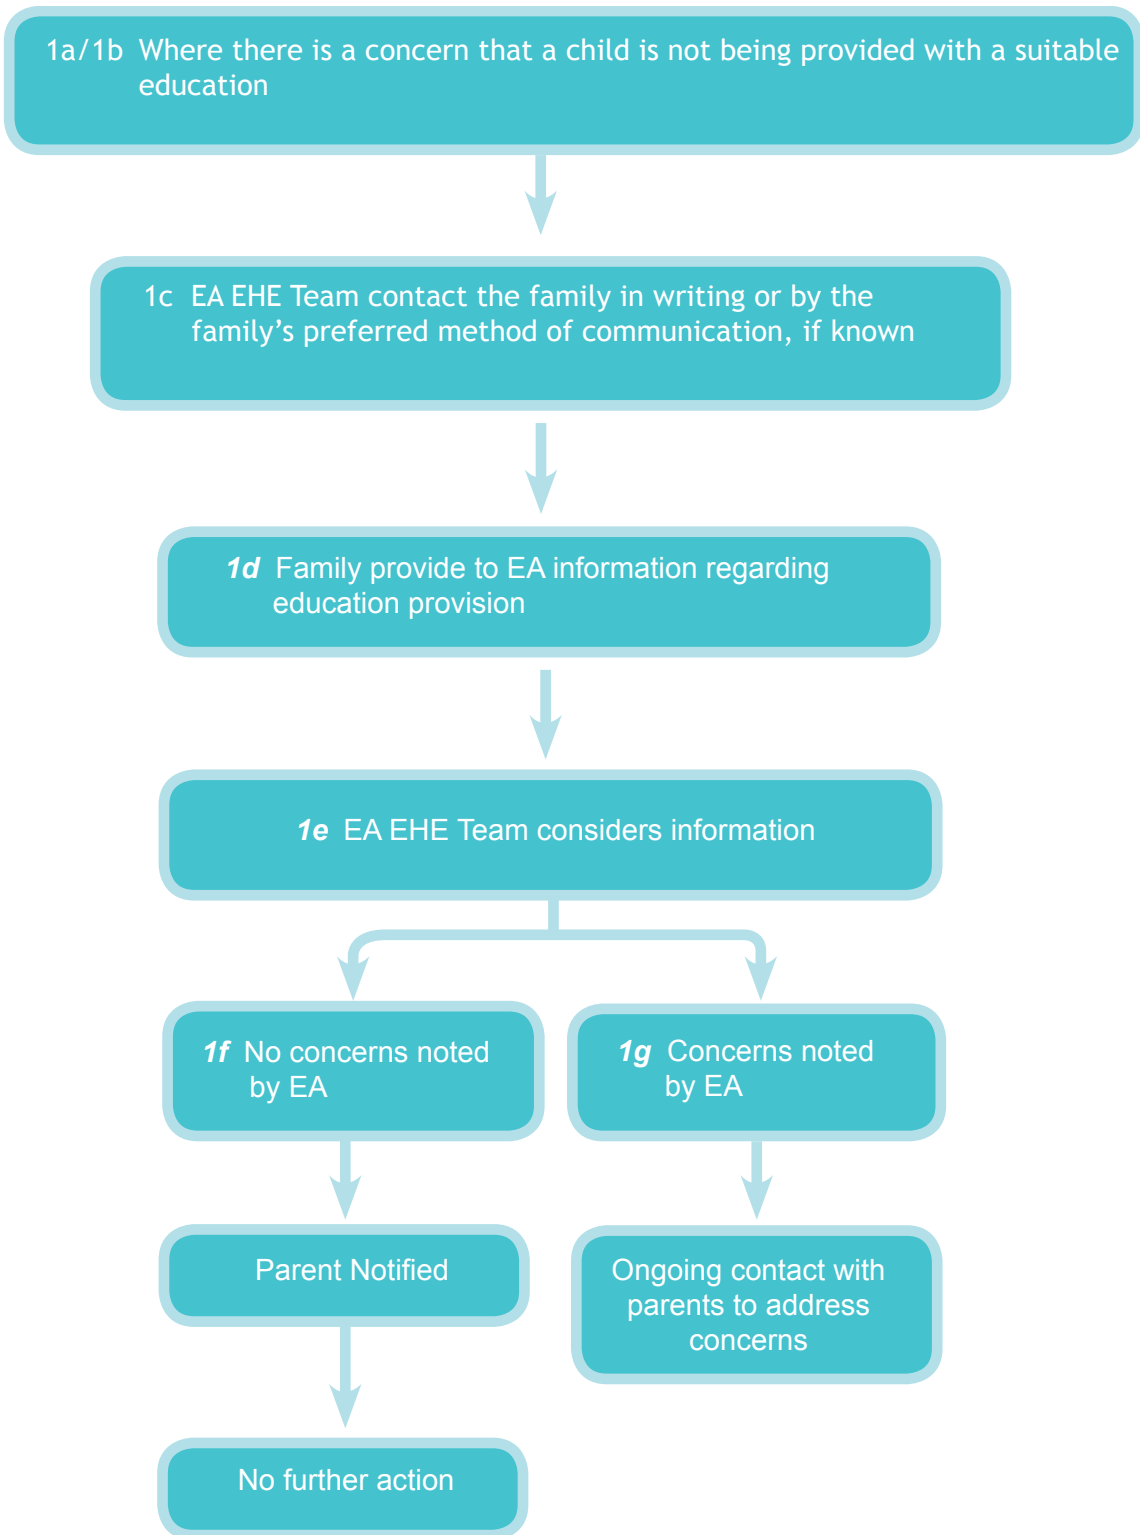 1a/1b Where there is a concern that a child is not being provided with a suitable
education
1c EA EHE Team contact the family in writing or by the
family’s preferred method of communication, if known
1d Family provide to EA information regarding
education provision
1e EA EHE Team considers information
1f No concerns noted
by EA
1g Concerns noted
by EA
Parent Notified
Ongoing contact with
parents to address
concerns
No further action